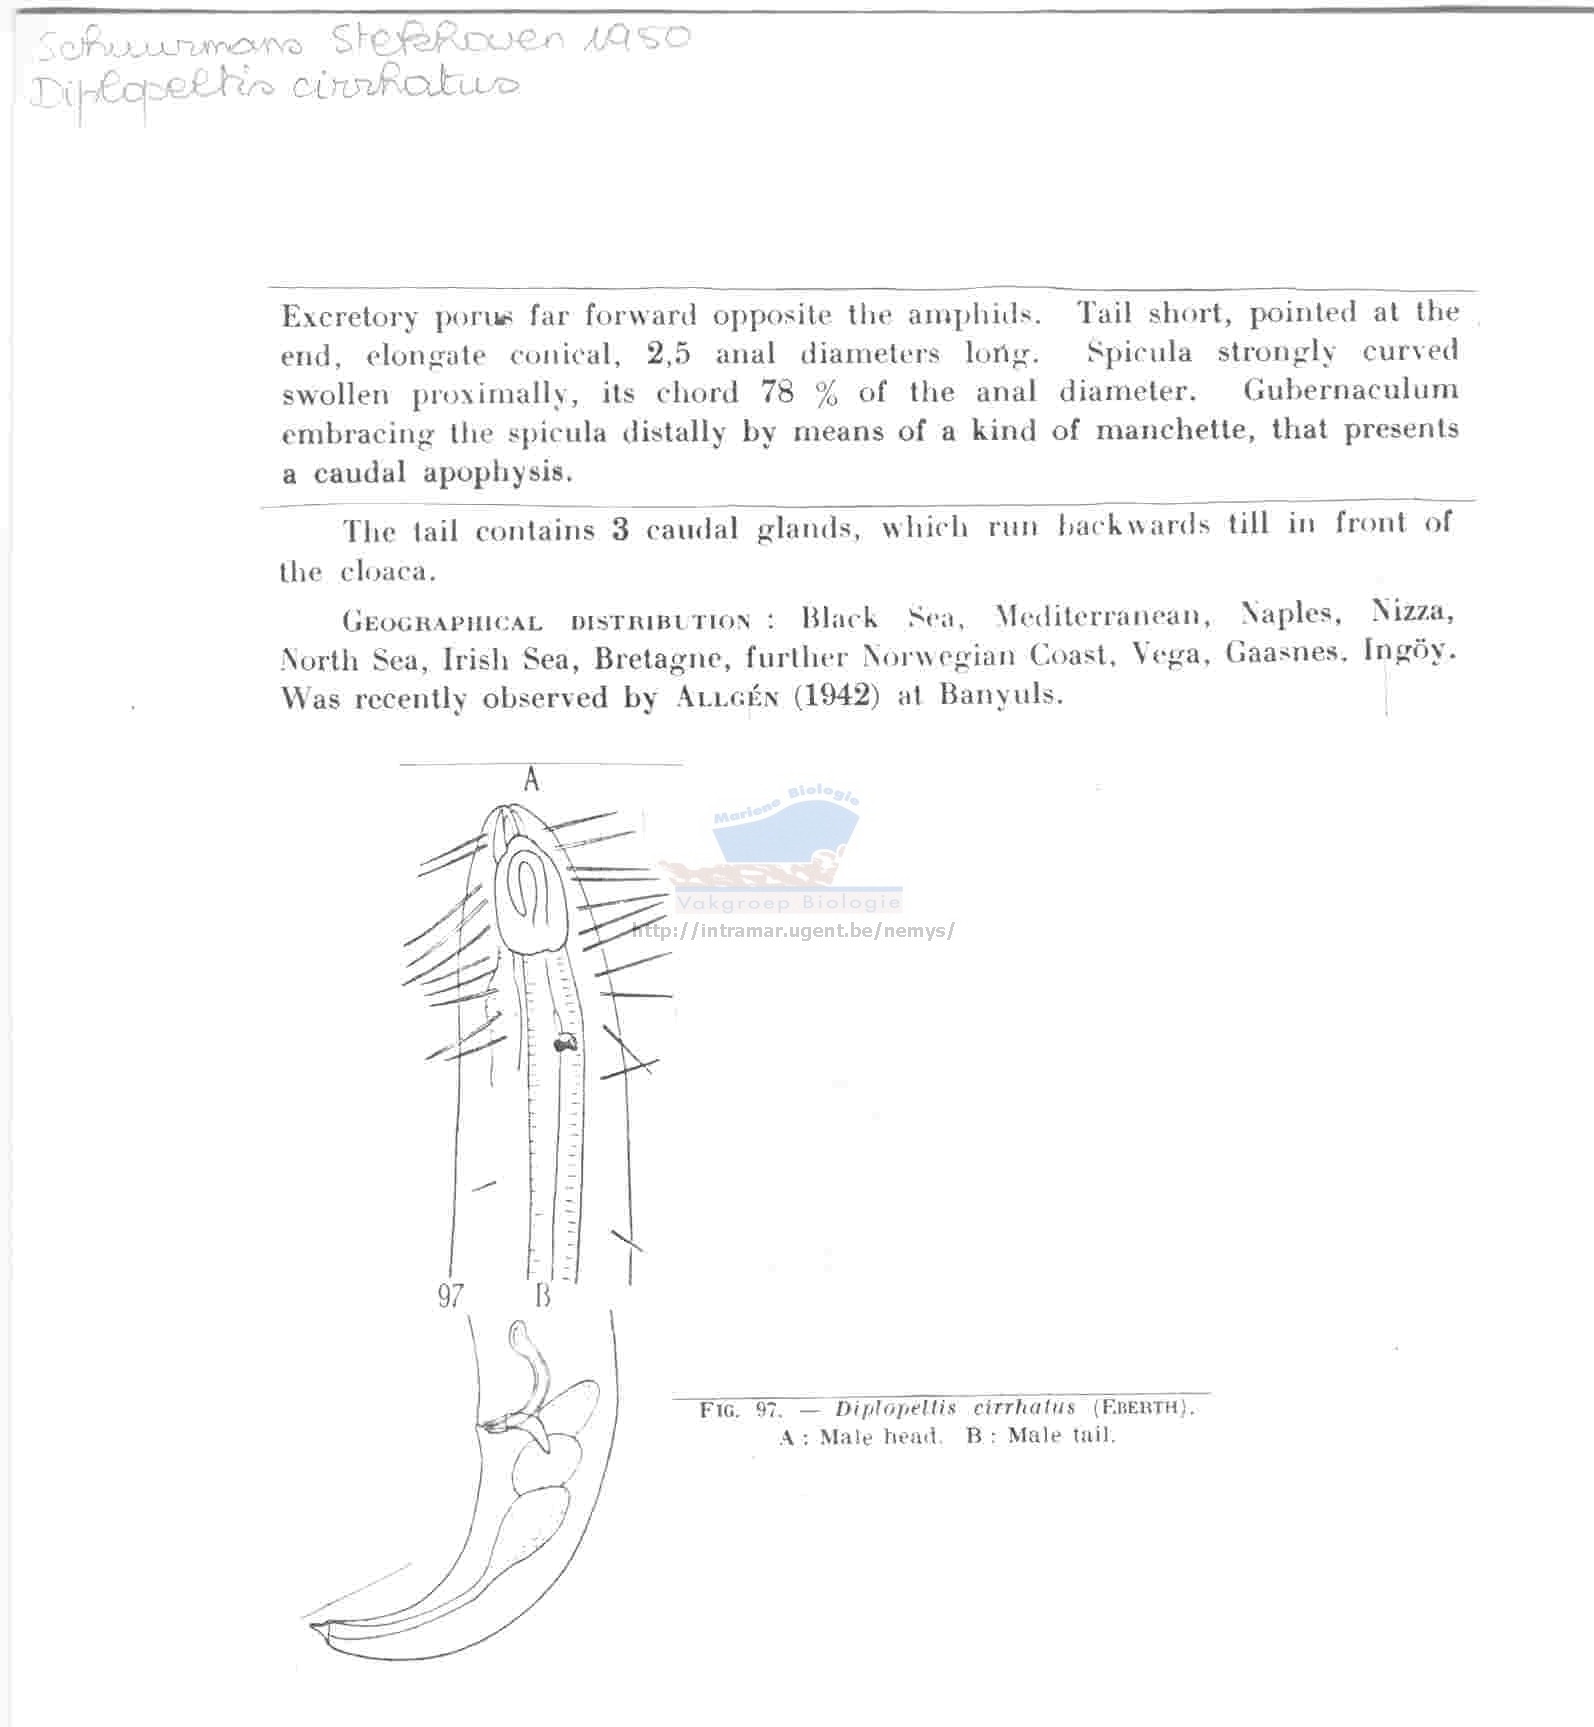 Schuurmans Stekhoven 1950
Diplopeltis cirrhatus
Excretory porus far forward opposite the amphids. Tail short, pointed at the
end, elongate conical, 2,5 anal diameters long. Spicula strongly curved
swollen proximally, its chord 78 % of the anal diameter. Gubernaculum
embracing the spicula distally by means of a kind of manchette, that presents
a caudal apophysis.
The tail contains 3 caudal glands, which run backwards till in front of
the cloaca.
GEOGRAPHICAL DISTRIBUTION : Black Sea, Mediterranean, Naples, Nizza,
North Sea, Irish Sea, Bretagne, further Norwegian Coast, Vega, Gaasnes, Ingöy.
Was recently observed by ALLGÉN (1942) at Banyuls.
A
Mariene Biologie
Vakgroep Biologie
http://intramar.ugent.be/nemys/
97 B
FIG. 97. — Diplopeltis cirrhatus (EBERTH).
A : Male head. B : Male tail.